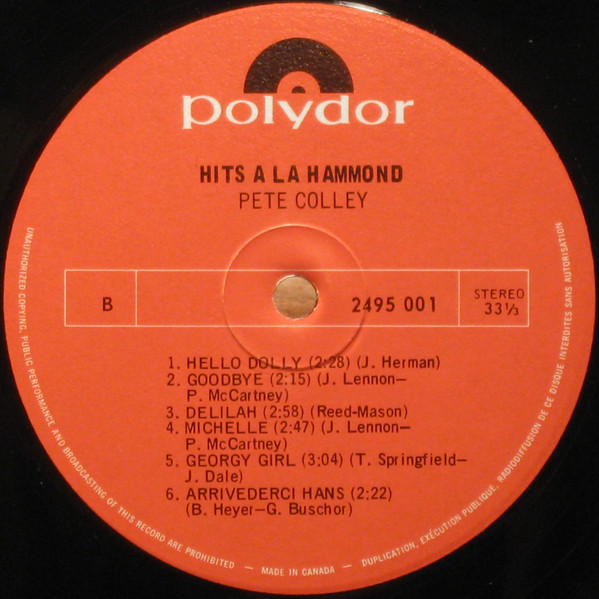 polydor
HITS A LA HAMMOND
PETE COLLEY
B
2495 001
STEREO
33⅓
1. HELLO DOLLY (2:28) (J. Herman)
2. GOODBYE (2:15) (J. Lennon—
P. McCartney)
3. DELILAH (2:58) (Reed-Mason)
4. MICHELLE (2:47) (J. Lennon—
P. McCartney)
5. GEORGY GIRL (3:04) (T. Springfield—
J. Dale)
6. ARRIVEDERCI HANS (2:22)
(B. Heyer—G. Buschor)
UNAUTHORIZED COPYING, PUBLIC PERFORMANCE AND BROADCASTING OF THIS RECORD ARE PROHIBITED — MADE IN CANADA — DUPLICATION, EXÉCUTION PUBLIQUE, RADIODIFFUSION DE CE DISQUE INTERDITES SANS AUTORISATION